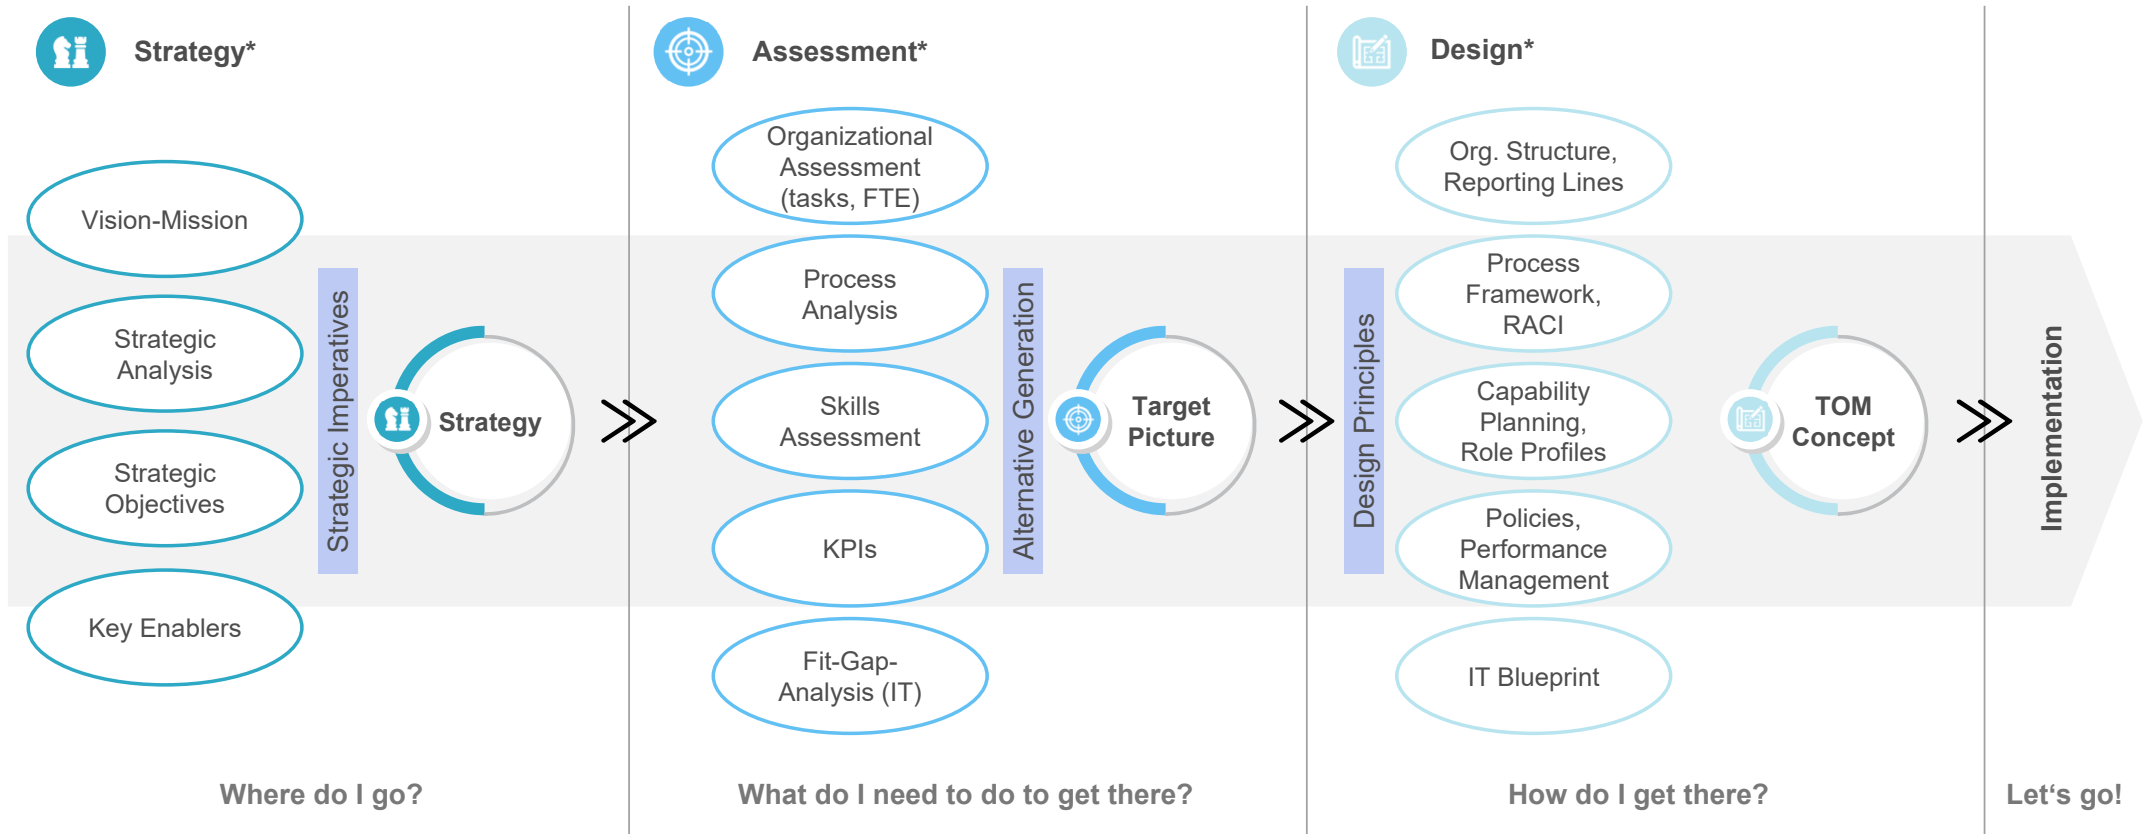 Strategy*
Vision-Mission
Strategic
Analysis
Strategic
Objectives
Key Enablers
Strategic Imperatives
Strategy
Where do I go?
Assessment*
Organizational
Assessment
(tasks, FTE)
Process
Analysis
Skills
Assessment
KPIs
Fit-Gap-
Analysis (IT)
Alternative Generation
Target
Picture
What do I need to do to get there?
Design*
Design Principles
Org. Structure,
Reporting Lines
Process
Framework,
RACI
Capability
Planning,
Role Profiles
Policies,
Performance
Management
IT Blueprint
TOM
Concept
How do I get there?
Implementation
Let‘s go!